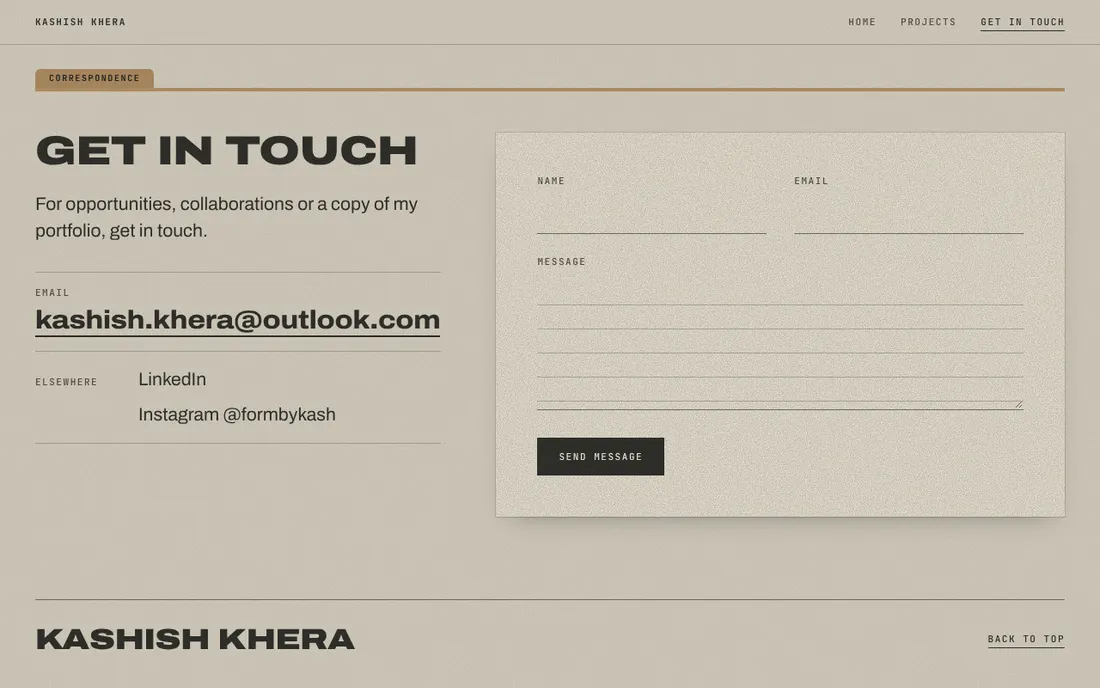 KASHISH KHERA
HOME
PROJECTS
GET IN TOUCH
CORRESPONDENCE
GET IN TOUCH
For opportunities, collaborations or a copy of my
portfolio, get in touch.
EMAIL
kashish.khera@outlook.com
ELSEWHERE
LinkedIn
Instagram @formbykash
NAME
EMAIL
MESSAGE
SEND MESSAGE
KASHISH KHERA
BACK TO TOP